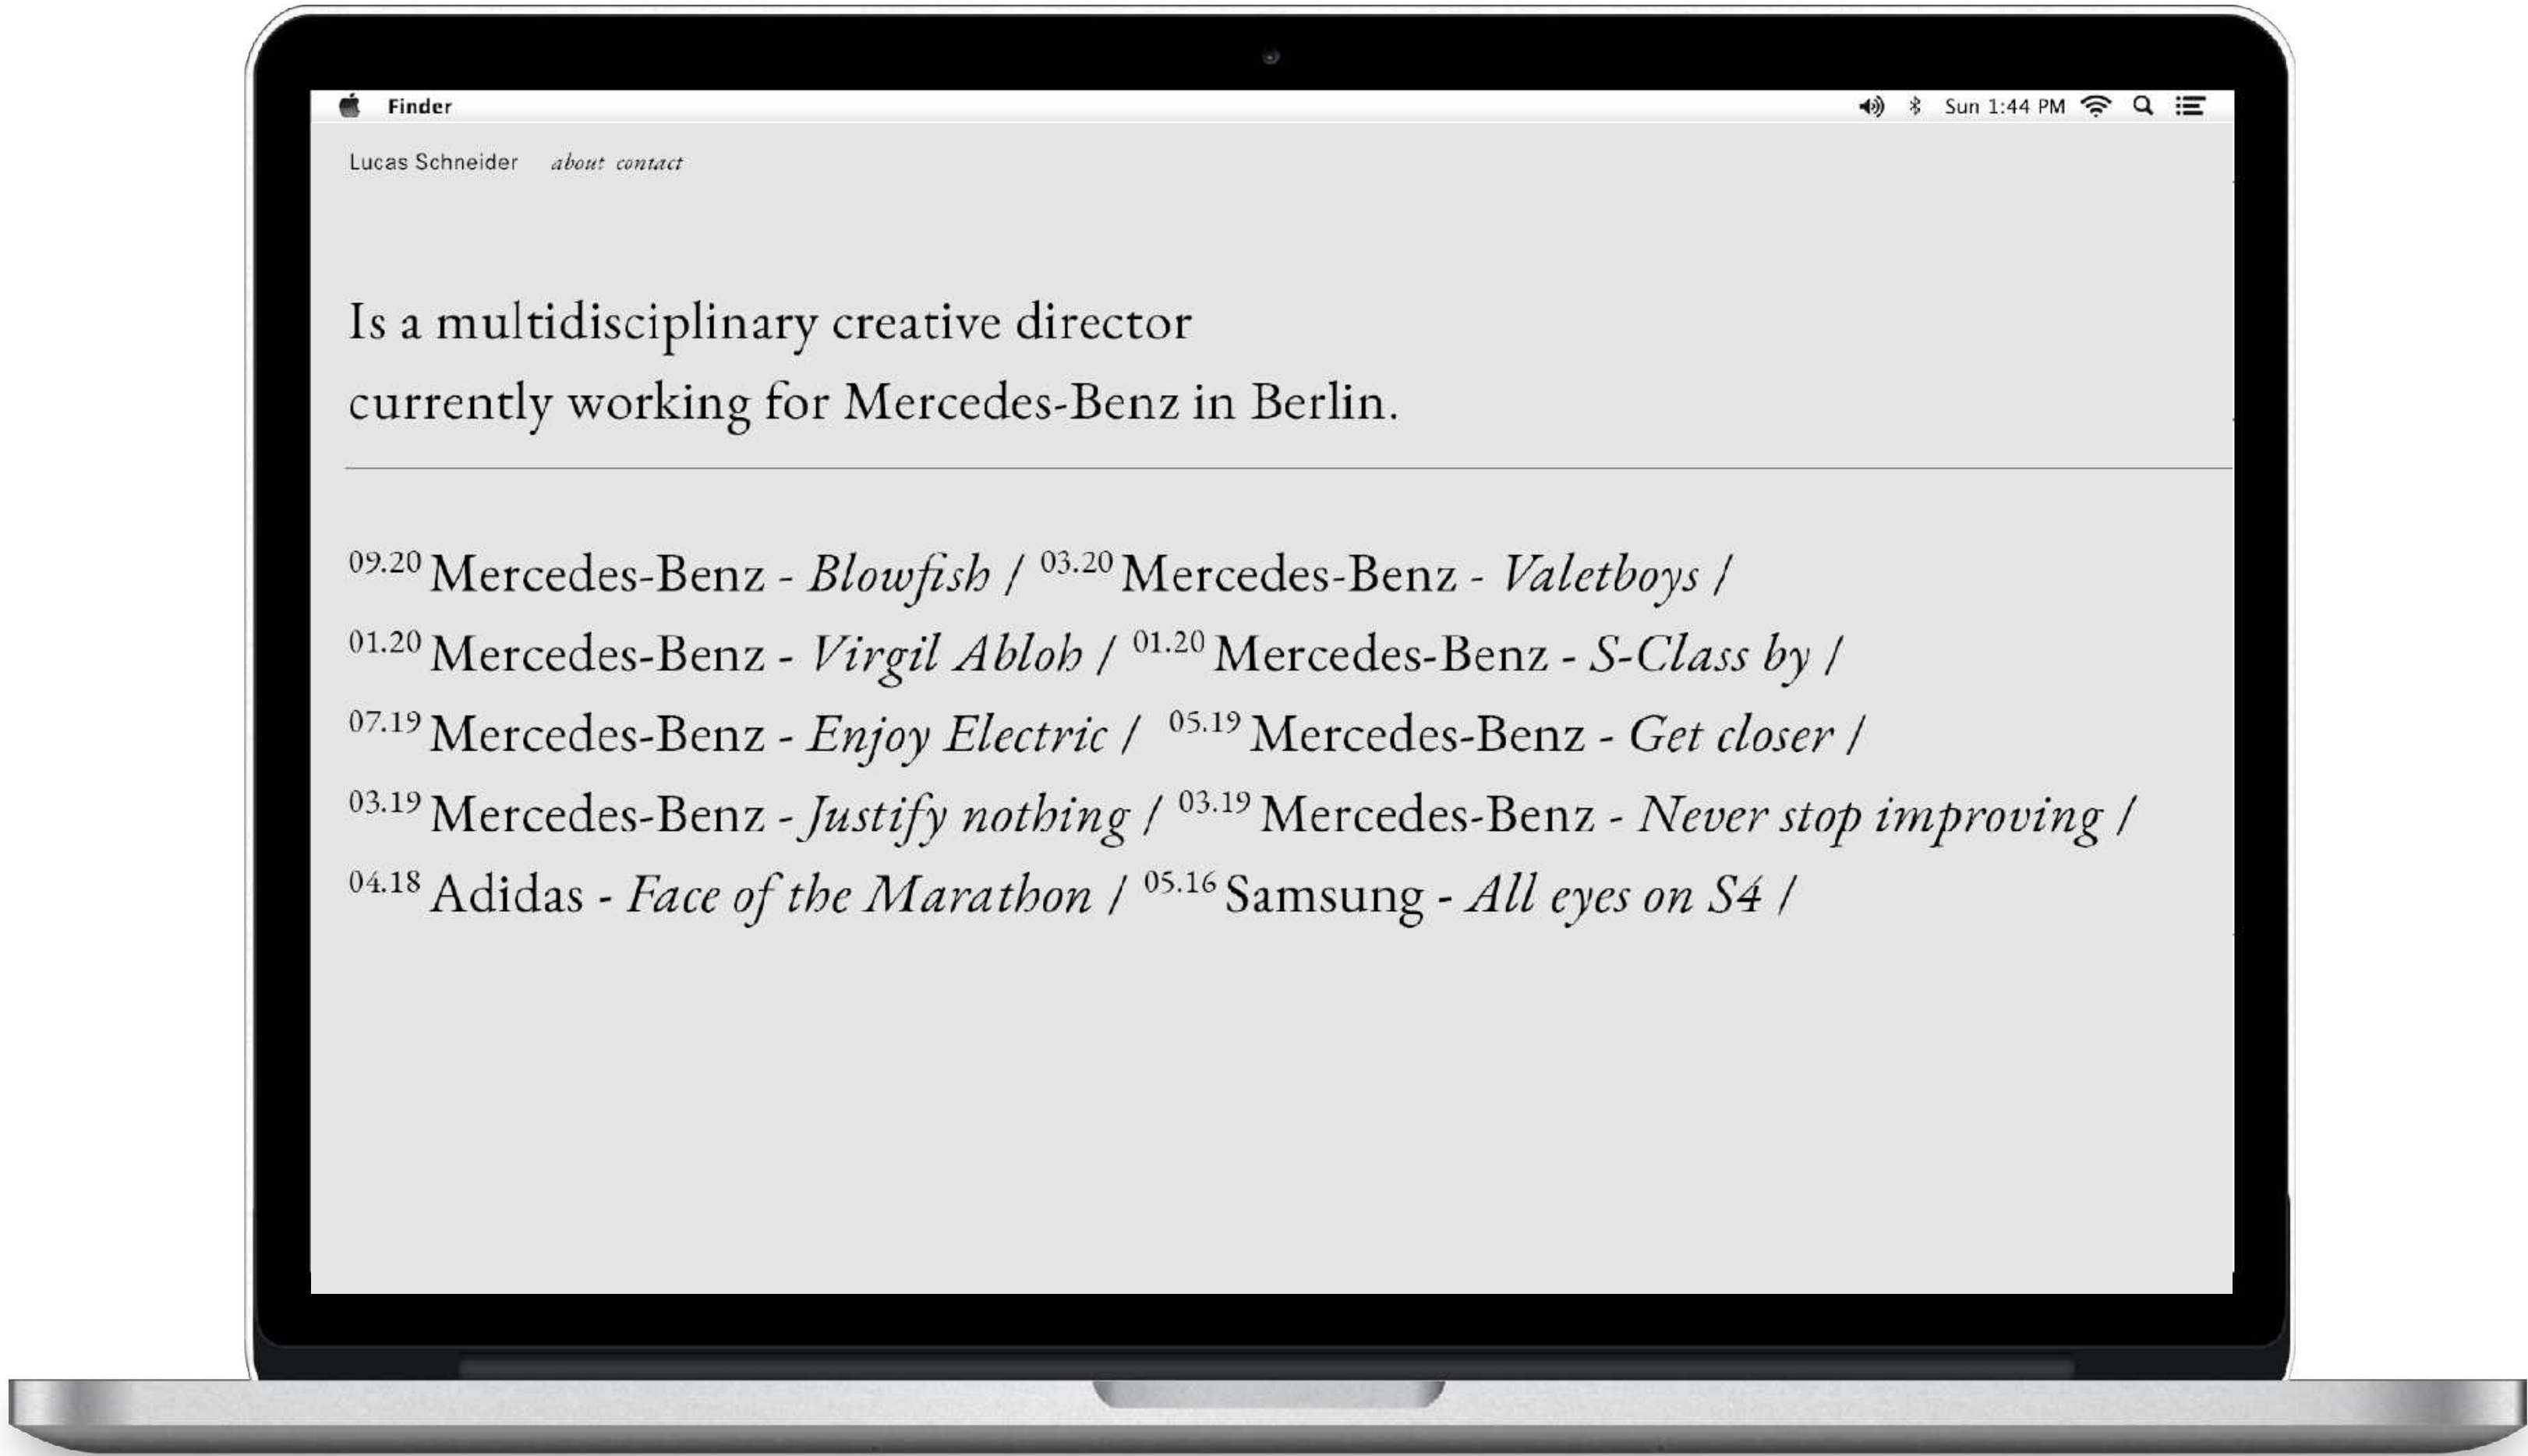 Finder
Sun 1:44 PM
Lucas Schneider about contact
Is a multidisciplinary creative director
currently working for Mercedes-Benz in Berlin.
09.20 Mercedes-Benz - Blowfish / 03.20 Mercedes-Benz - Valetboys /
01.20 Mercedes-Benz - Virgil Abloh / 01.20 Mercedes-Benz - S-Class by /
07.19 Mercedes-Benz - Enjoy Electric / 05.19 Mercedes-Benz - Get closer /
03.19 Mercedes-Benz - Justify nothing / 03.19 Mercedes-Benz - Never stop improving /
04.18 Adidas - Face of the Marathon / 05.16 Samsung - All eyes on S4 /